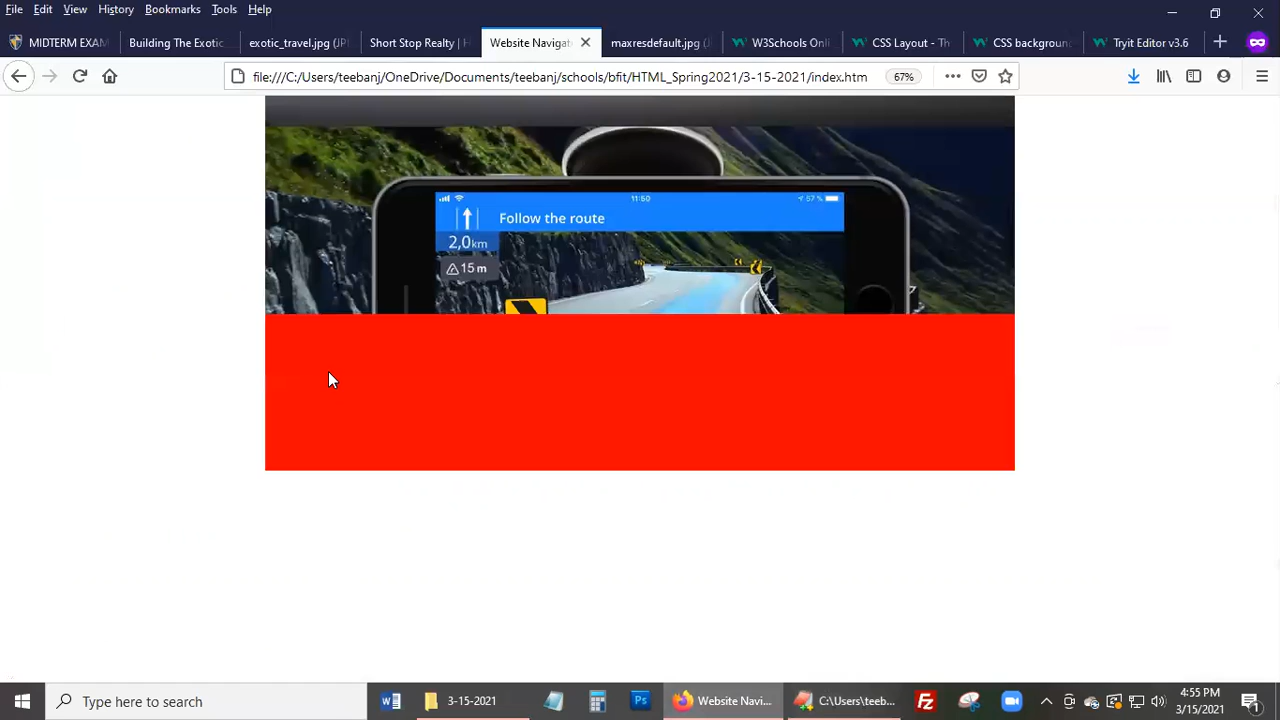 File Edit View History Bookmarks Tools Help
MIDTERM EXAM Building The Exotic exotic_travel.jpg (JP Short Stop Realty | H Website Navigat maxresdefault.jpg (J W3Schools Onli CSS Layout - Th CSS backgroun Tryit Editor v3.6
file:///C:/Users/teebanj/OneDrive/Documents/teebanj/schools/bfit/HTML_Spring2021/3-15-2021/index.htm 67%
11:50
Follow the route
2,0km
15 m
Type here to search 3-15-2021 Ps Website Navi... C:\Users\teeb... Fz
4:55 PM
3/15/2021
1